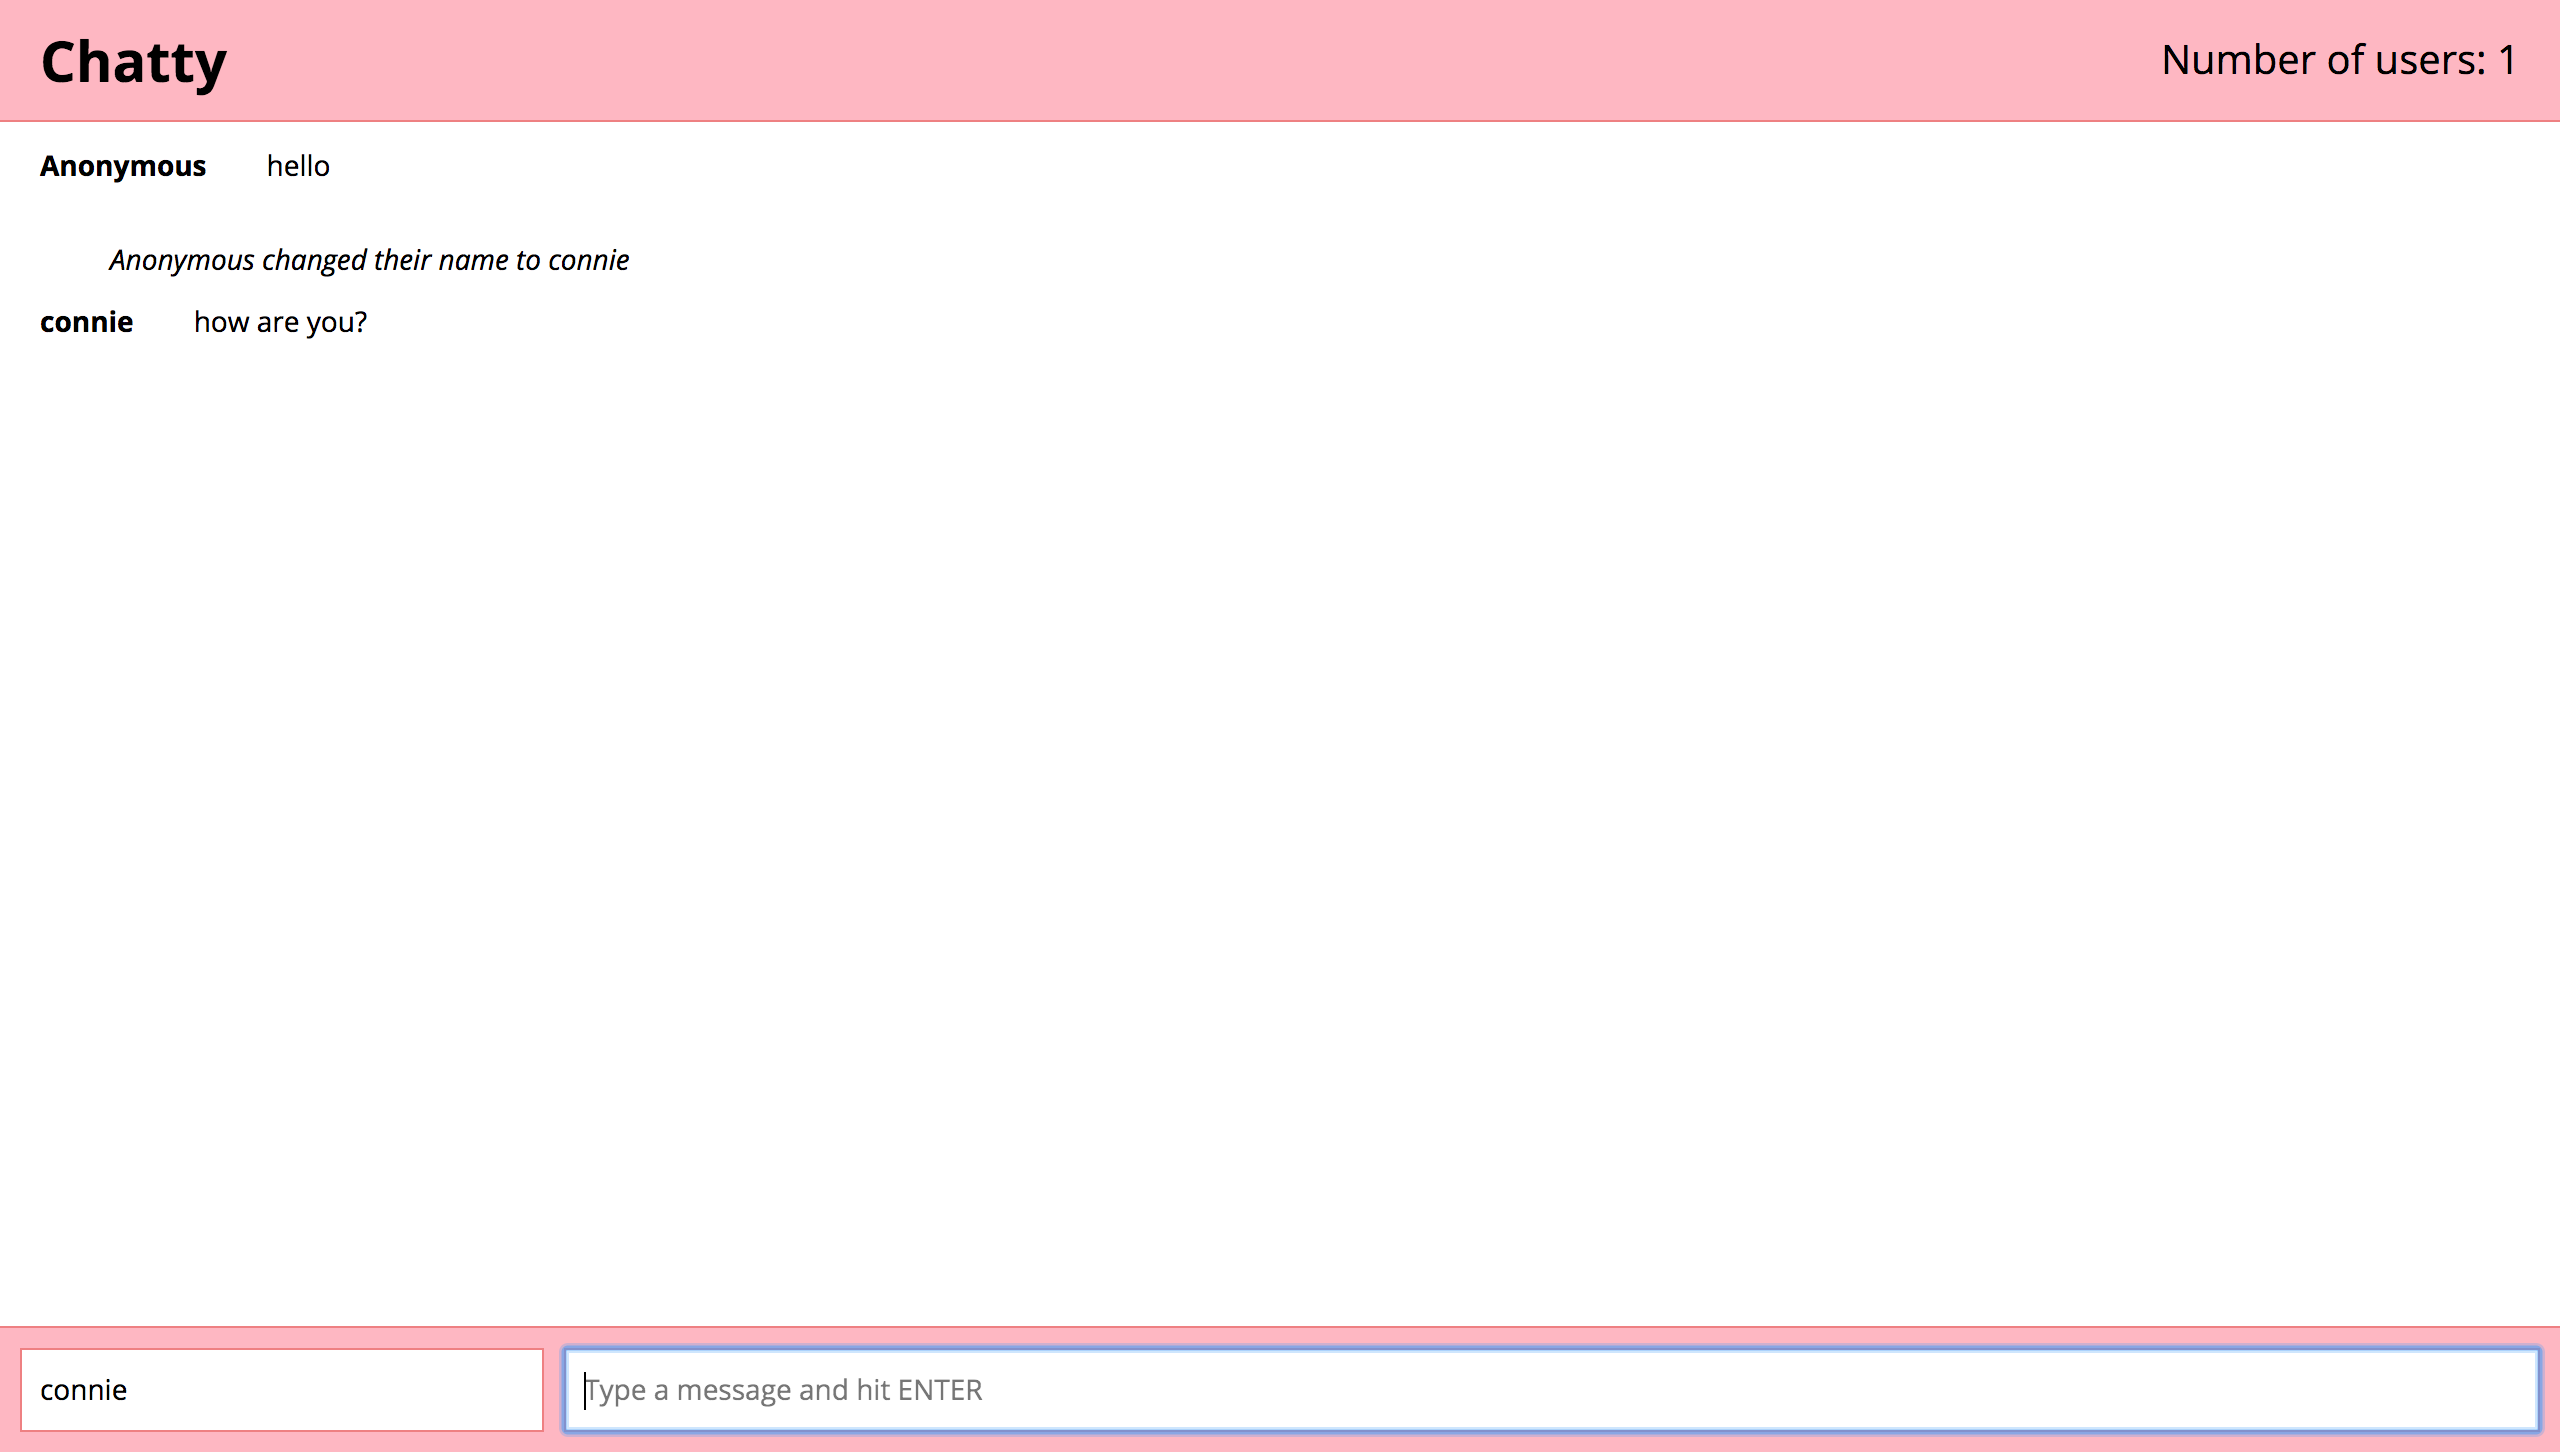 Chatty
Number of users: 1
Anonymous hello
Anonymous changed their name to connie
connie how are you?
connie
Type a message and hit ENTER